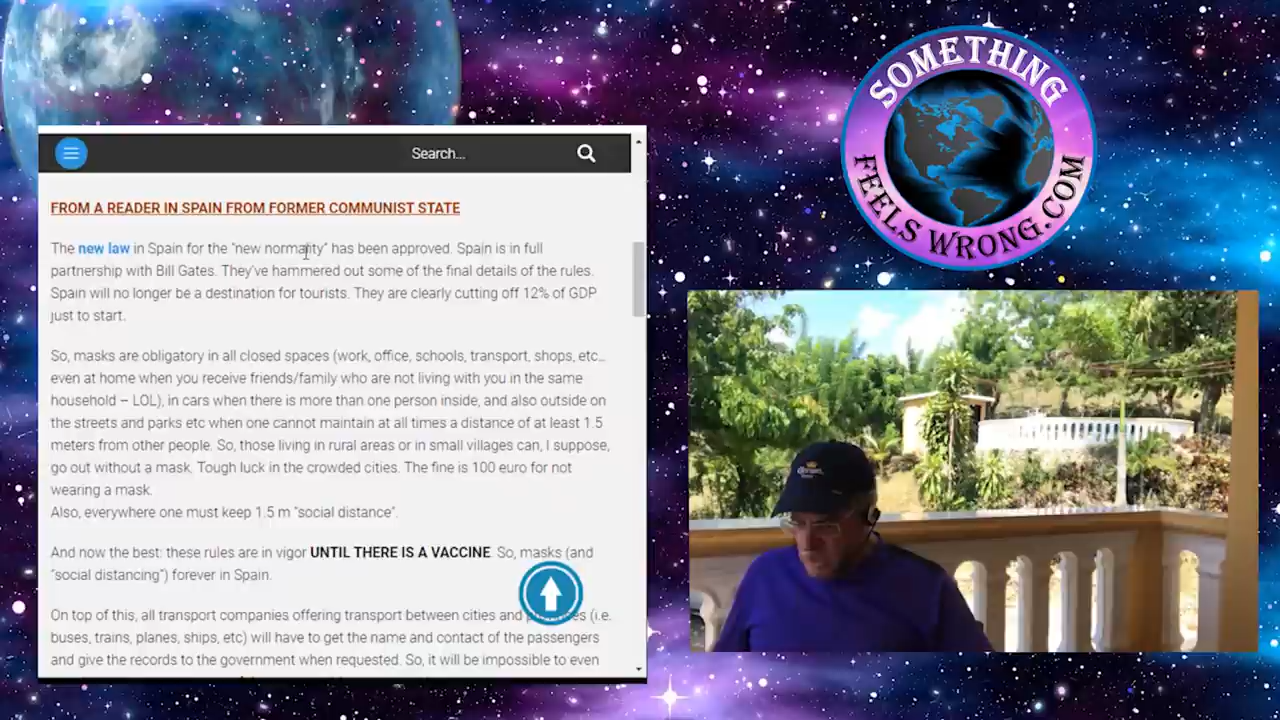 SOMETHING
FEELS WRONG.COM
Search...
FROM A READER IN SPAIN FROM FORMER COMMUNIST STATE
The new law in Spain for the "new normality" has been approved. Spain is in full
partnership with Bill Gates. They've hammered out some of the final details of the rules.
Spain will no longer be a destination for tourists. They are clearly cutting off 12% of GDP
just to start.
So, masks are obligatory in all closed spaces (work, office, schools, transport, shops, etc…
even at home when you receive friends/family who are not living with you in the same
household – LOL), in cars when there is more than one person inside, and also outside on
the streets and parks etc when one cannot maintain at all times a distance of at least 1.5
meters from other people. So, those living in rural areas or in small villages can, I suppose,
go out without a mask. Tough luck in the crowded cities. The fine is 100 euro for not
wearing a mask.
Also, everywhere one must keep 1.5 m "social distance".
And now the best: these rules are in vigor UNTIL THERE IS A VACCINE. So, masks (and
"social distancing") forever in Spain.
On top of this, all transport companies offering transport between cities and (i.e.
buses, trains, planes, ships, etc) will have to get the name and contact of the passengers
and give the records to the government when requested. So, it will be impossible to even